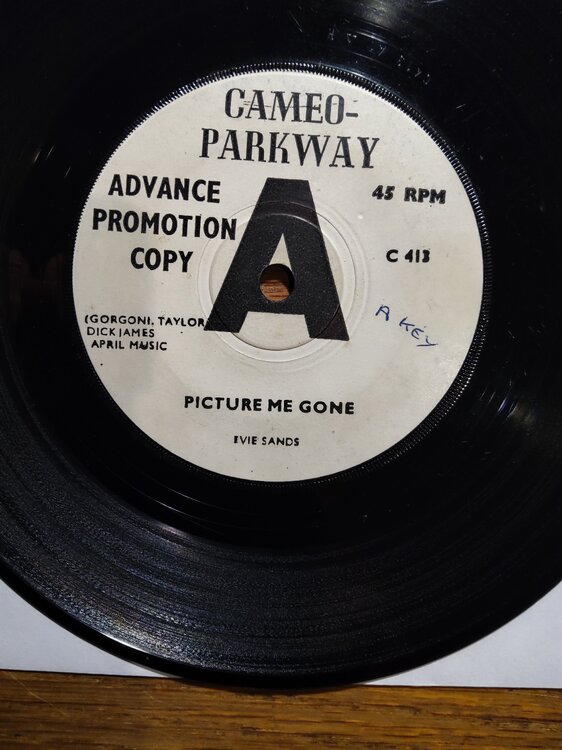 CAMEO-
PARKWAY
ADVANCE
PROMOTION
COPY
A
45 RPM
C 413
(GORGONI, TAYLOR
DICK JAMES
APRIL MUSIC
A KEY
PICTURE ME GONE
EVIE SANDS